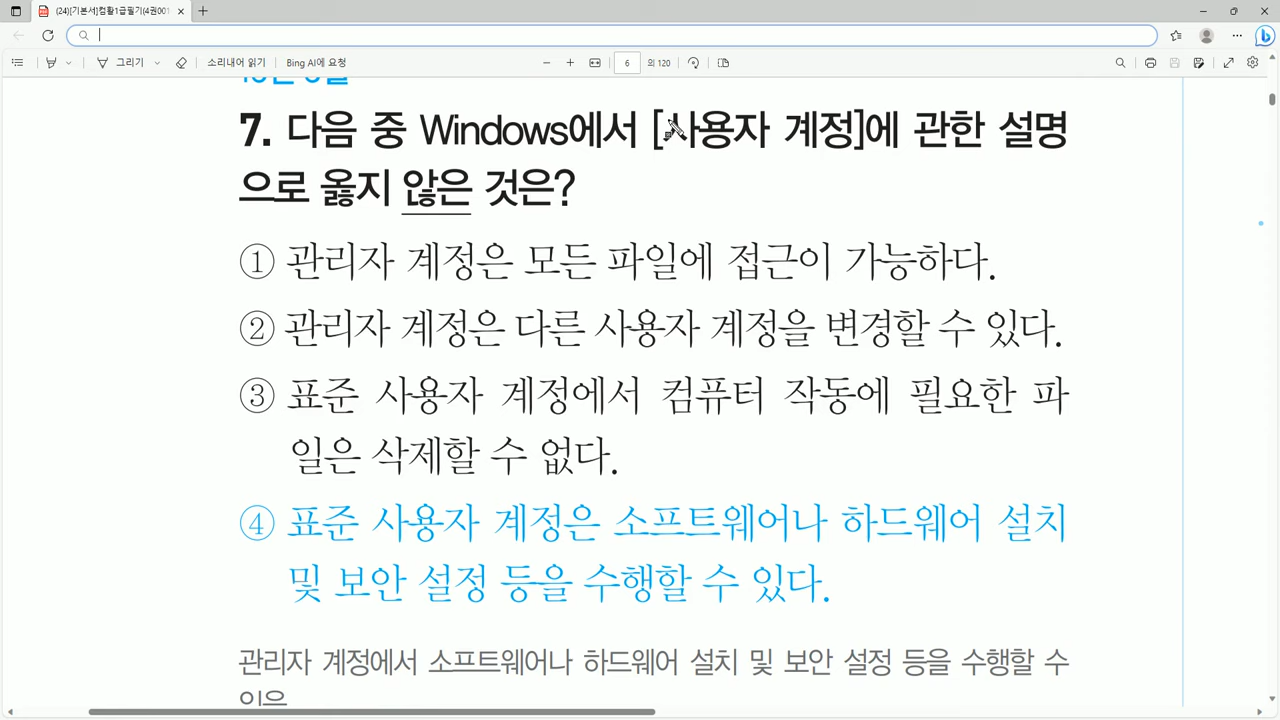 (24)[기본서]컴활1급필기(4권001
그리기
소리내어 읽기
Bing AI에 요청
6
의 120
7. 다음 중 Windows에서 [사용자 계정]에 관한 설명
으로 옳지 않은 것은?
① 관리자 계정은 모든 파일에 접근이 가능하다.
② 관리자 계정은 다른 사용자 계정을 변경할 수 있다.
③ 표준 사용자 계정에서 컴퓨터 작동에 필요한 파
일은 삭제할 수 없다.
④ 표준 사용자 계정은 소프트웨어나 하드웨어 설치
및 보안 설정 등을 수행할 수 있다.
관리자 계정에서 소프트웨어나 하드웨어 설치 및 보안 설정 등을 수행할 수